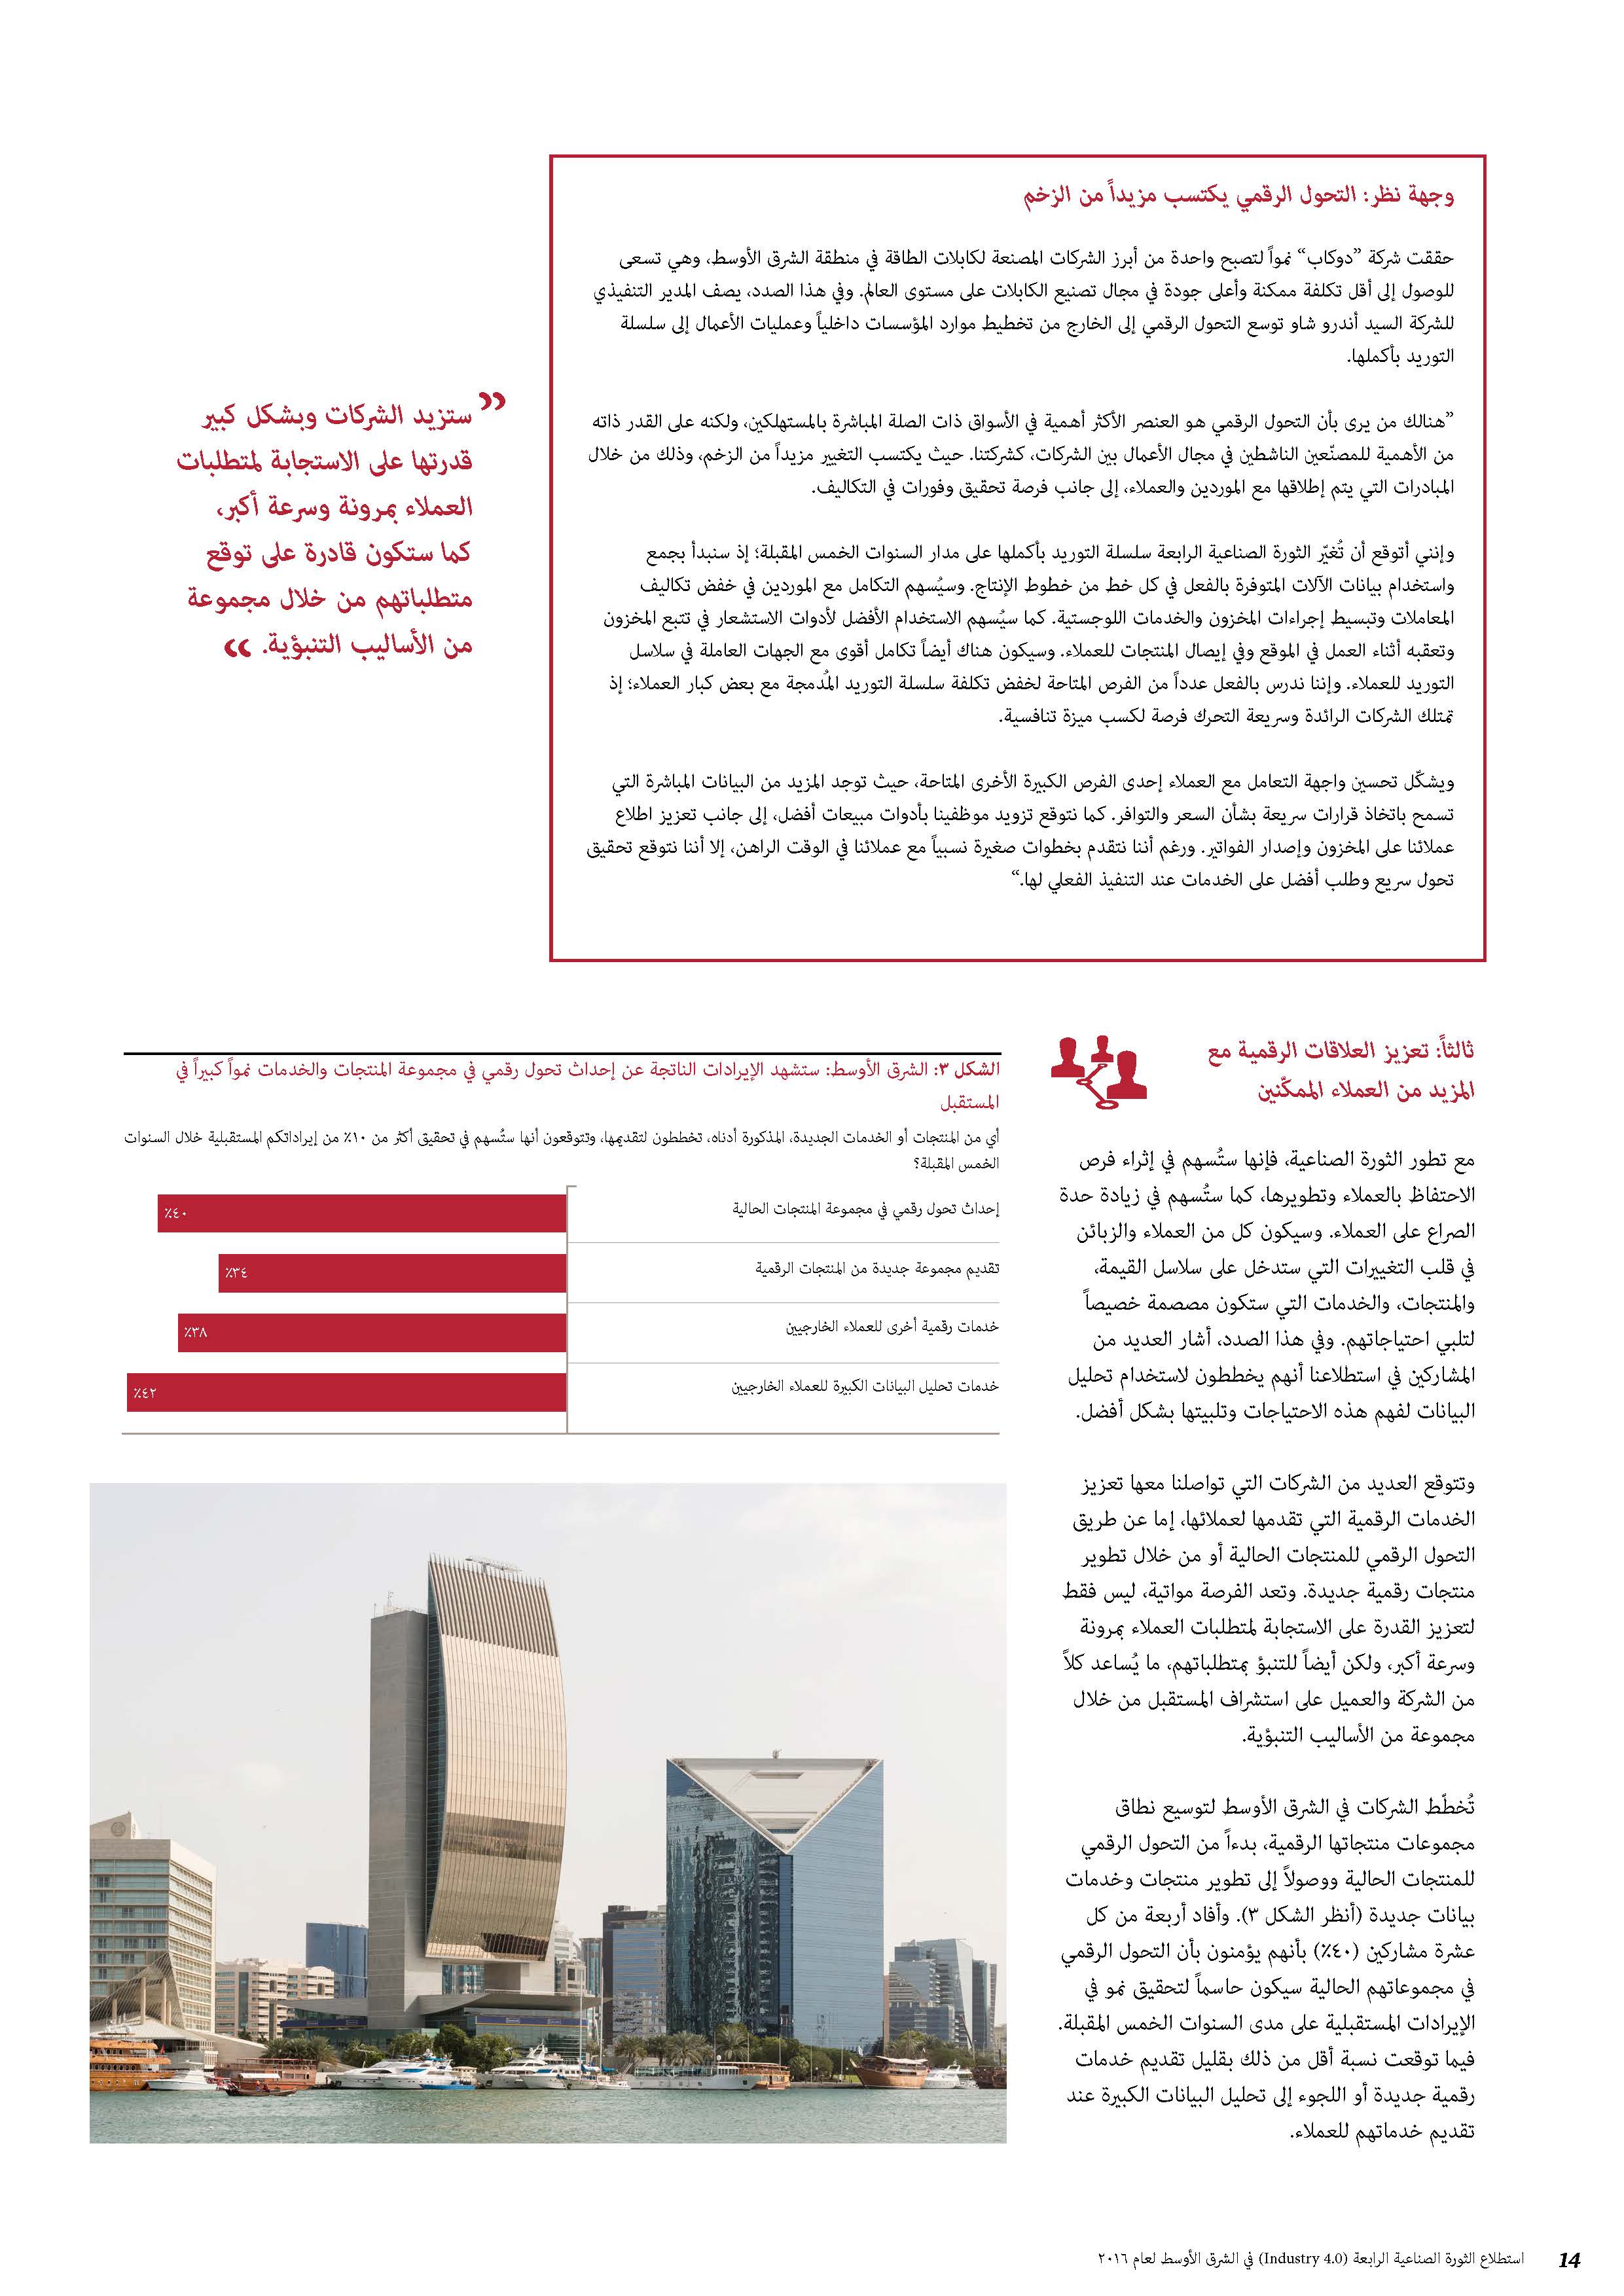 وجهة نظر: التحول الرقمي يكتسب مزيداً من الزخم
حققت شركة ”دوكاب“ نمواً لتصبح واحدة من أبرز الشركات المصنعة لكابلات الطاقة في منطقة الشرق الأوسط، وهي تسعى
للوصول إلى أقل تكلفة ممكنة وأعلى جودة في مجال تصنيع الكابلات على مستوى العالم. وفي هذا الصدد، يصف المدير التنفيذي
للشركة السيد أندرو شاو توسع التحول الرقمي إلى الخارج من تخطيط موارد المؤسسات داخلياً وعمليات الأعمال إلى سلسلة
التوريد بأكملها.
”هنالك من يرى بأن التحول الرقمي هو العنصر الأكثر أهمية في الأسواق ذات الصلة المباشرة بالمستهلكين، ولكنه على القدر ذاته
من الأهمية للمصنّعين الناشطين في مجال الأعمال بين الشركات، كشركتنا. حيث يكتسب التغيير مزيداً من الزخم، وذلك من خلال
المبادرات التي يتم إطلاقها مع الموردين والعملاء، إلى جانب فرصة تحقيق وفورات في التكاليف.
وإنني أتوقع أن تُغيّر الثورة الصناعية الرابعة سلسلة التوريد بأكملها على مدار السنوات الخمس المقبلة؛ إذ سنبدأ بجمع
واستخدام بيانات الآلات المتوفرة بالفعل في كل خط من خطوط الإنتاج. وسيُسهم التكامل مع الموردين في خفض تكاليف
المعاملات وتبسيط إجراءات المخزون والخدمات اللوجستية. كما سيُسهم الاستخدام الأفضل لأدوات الاستشعار في تتبع المخزون
وتعقبه أثناء العمل في الموقع وفي إيصال المنتجات للعملاء. وسيكون هناك أيضاً تكامل أقوى مع الجهات العاملة في سلاسل
التوريد للعملاء. وإننا ندرس بالفعل عدداً من الفرص المتاحة لخفض تكلفة سلسلة التوريد المُدمجة مع بعض كبار العملاء؛ إذ
تمتلك الشركات الرائدة وسريعة التحرك فرصة لكسب ميزة تنافسية.
ويشكّل تحسين واجهة التعامل مع العملاء إحدى الفرص الكبيرة الأخرى المتاحة، حيث توجد المزيد من البيانات المباشرة التي
تسمح باتخاذ قرارات سريعة بشأن السعر والتوافر. كما نتوقع تزويد موظفينا بأدوات مبيعات أفضل، إلى جانب تعزيز اطلاع
عملائنا على المخزون وإصدار الفواتير. ورغم أننا نتقدم بخطوات صغيرة نسبياً مع عملائنا في الوقت الراهن، إلا أننا نتوقع تحقيق
تحول سريع وطلب أفضل على الخدمات عند التنفيذ الفعلي لها.“
” ستزيد الشركات وبشكل كبير
قدرتها على الاستجابة لمتطلبات
العملاء بمرونة وسرعة أكبر،
كما ستكون قادرة على توقع
متطلباتهم من خلال مجموعة
من الأساليب التنبؤية. “
ثالثاً: تعزيز العلاقات الرقمية مع
المزيد من العملاء الممكّنين
مع تطور الثورة الصناعية، فإنها ستُسهم في إثراء فرص
الاحتفاظ بالعملاء وتطويرها، كما ستُسهم في زيادة حدة
الصراع على العملاء. وسيكون كل من العملاء والزبائن
في قلب التغييرات التي ستدخل على سلاسل القيمة،
والمنتجات، والخدمات التي ستكون مصصمة خصيصاً
لتلبي احتياجاتهم. وفي هذا الصدد، أشار العديد من
المشاركين في استطلاعنا أنهم يخططون لاستخدام تحليل
البيانات لفهم هذه الاحتياجات وتلبيتها بشكل أفضل.
وتتوقع العديد من الشركات التي تواصلنا معها تعزيز
الخدمات الرقمية التي تقدمها لعملائها، إما عن طريق
التحول الرقمي للمنتجات الحالية أو من خلال تطوير
منتجات رقمية جديدة. وتعد الفرصة مواتية، ليس فقط
لتعزيز القدرة على الاستجابة لمتطلبات العملاء بمرونة
وسرعة أكبر، ولكن أيضاً للتنبؤ بمتطلباتهم، ما يُساعد كلاً
من الشركة والعميل على استشراف المستقبل من خلال
مجموعة من الأساليب التنبؤية.
تُخطّط الشركات في الشرق الأوسط لتوسيع نطاق
مجموعات منتجاتها الرقمية، بدءاً من التحول الرقمي
للمنتجات الحالية ووصولاً إلى تطوير منتجات وخدمات
بيانات جديدة (أنظر الشكل ٣). وأفاد أربعة من كل
عشرة مشاركين (٤٠٪) بأنهم يؤمنون بأن التحول الرقمي
في مجموعاتهم الحالية سيكون حاسماً لتحقيق نمو في
الإيرادات المستقبلية على مدى السنوات الخمس المقبلة.
فيما توقعت نسبة أقل من ذلك بقليل تقديم خدمات
رقمية جديدة أو اللجوء إلى تحليل البيانات الكبيرة عند
تقديم خدماتهم للعملاء.
الشكل ٣: الشرق الأوسط: ستشهد الإيرادات الناتجة عن إحداث تحول رقمي في مجموعة المنتجات والخدمات نمواً كبيراً في
المستقبل
أي من المنتجات أو الخدمات الجديدة، المذكورة أدناه، تخططون لتقديمها، وتتوقعون أنها ستُسهم في تحقيق أكثر من ١٠٪ من إيراداتكم المستقبلية خلال السنوات
الخمس المقبلة؟
إحداث تحول رقمي في مجموعة المنتجات الحالية ٤٠٪
تقديم مجموعة جديدة من المنتجات الرقمية ٣٤٪
خدمات رقمية أخرى للعملاء الخارجيين ٣٨٪
خدمات تحليل البيانات الكبيرة للعملاء الخارجيين ٤٢٪
14 استطلاع الثورة الصناعية الرابعة (Industry 4.0) في الشرق الأوسط لعام ٢٠١٦